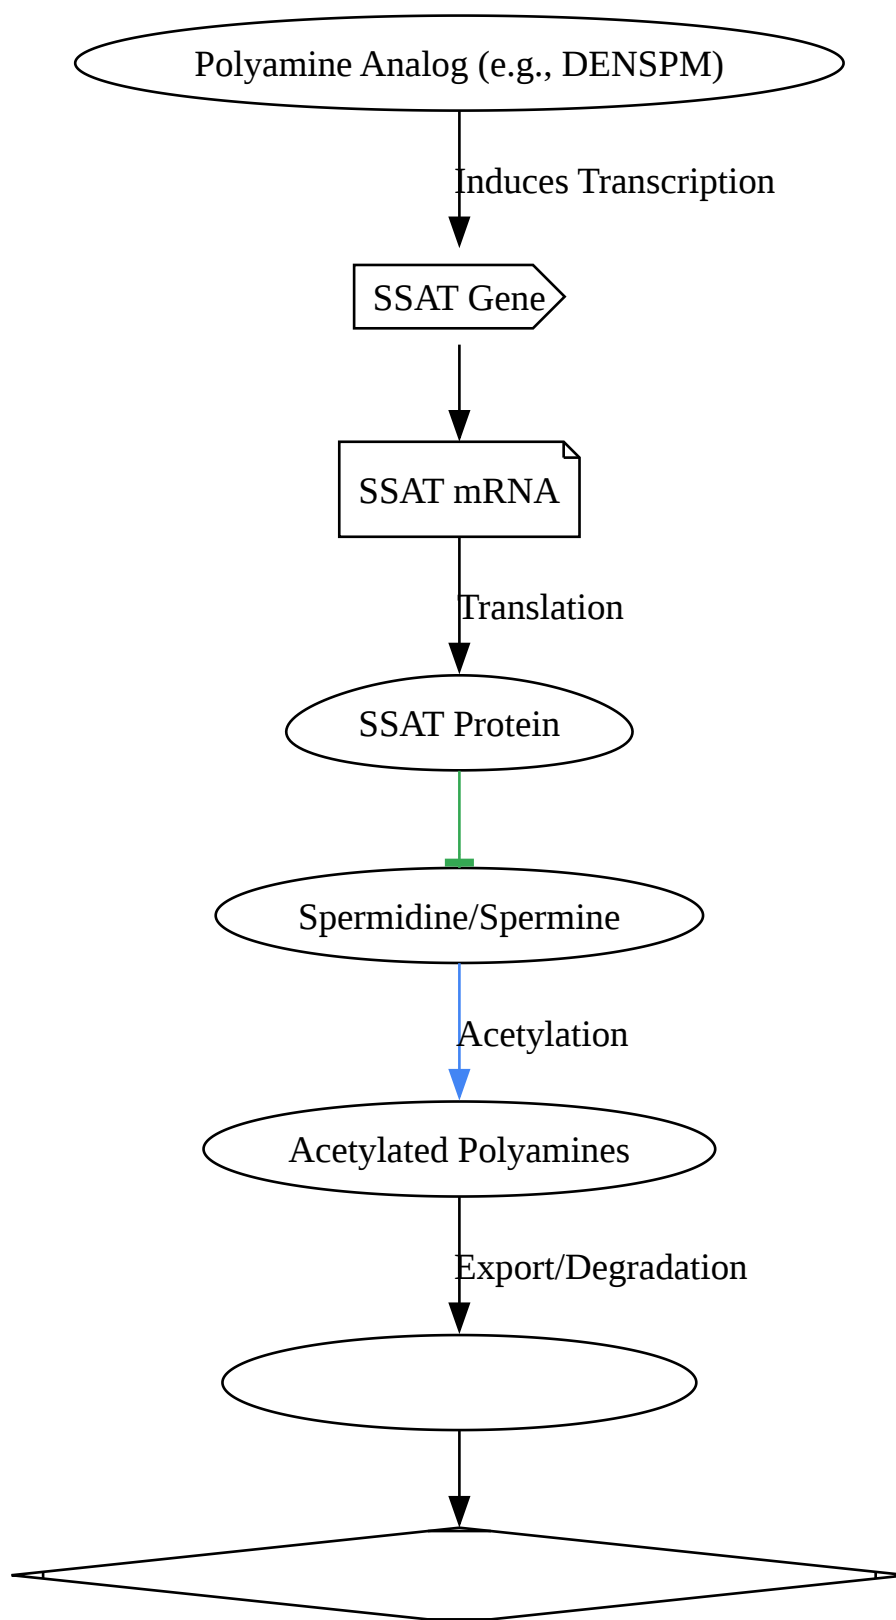 Polyamine Analog (e.g., DENSPM)
Induces Transcription
SSAT Gene
SSAT mRNA
Translation
SSAT Protein
Spermidine/Spermine
Acetylation
Acetylated Polyamines
Export/Degradation